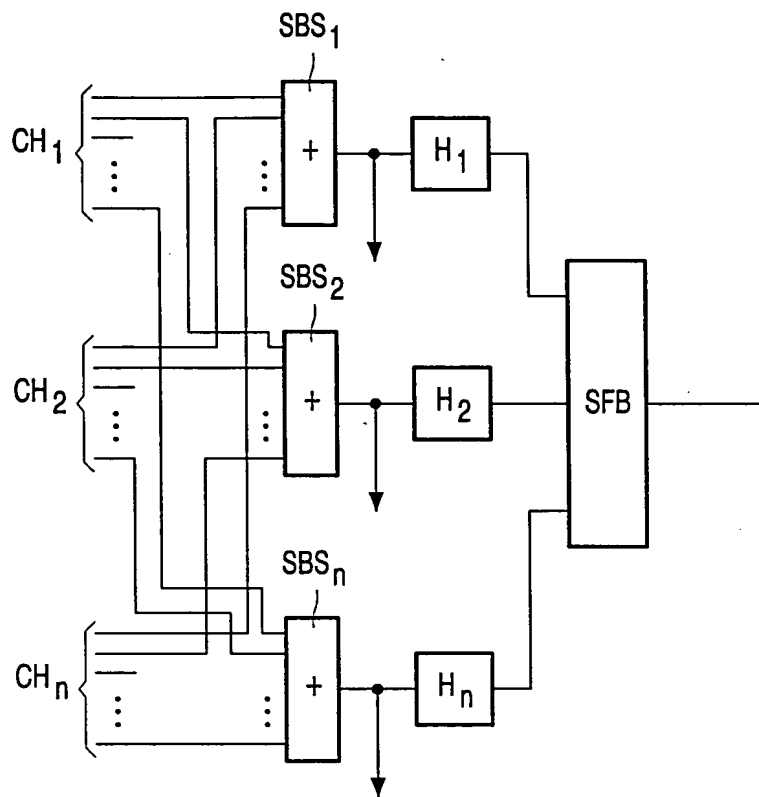 SBS₁
CH₁
+
H₁
SBS₂
CH₂
+
H₂
SFB
SBSₙ
CHₙ
+
Hₙ